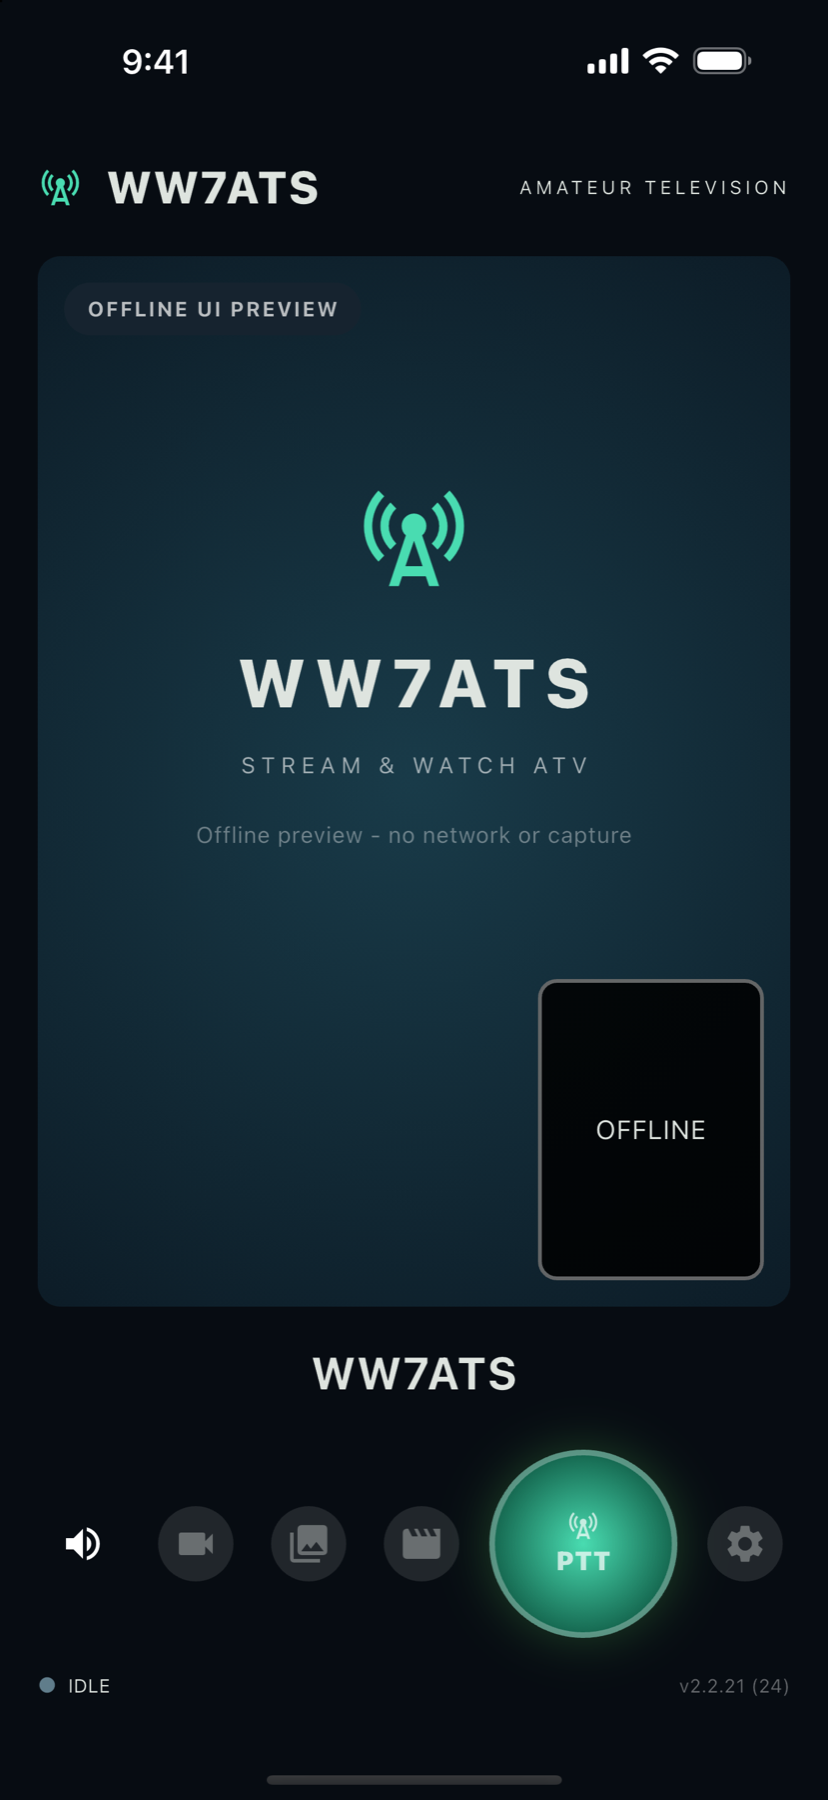 9:41
WW7ATS
AMATEUR TELEVISION
OFFLINE UI PREVIEW
WW7ATS
STREAM & WATCH ATV
Offline preview - no network or capture
OFFLINE
WW7ATS
PTT
IDLE
v2.2.21 (24)